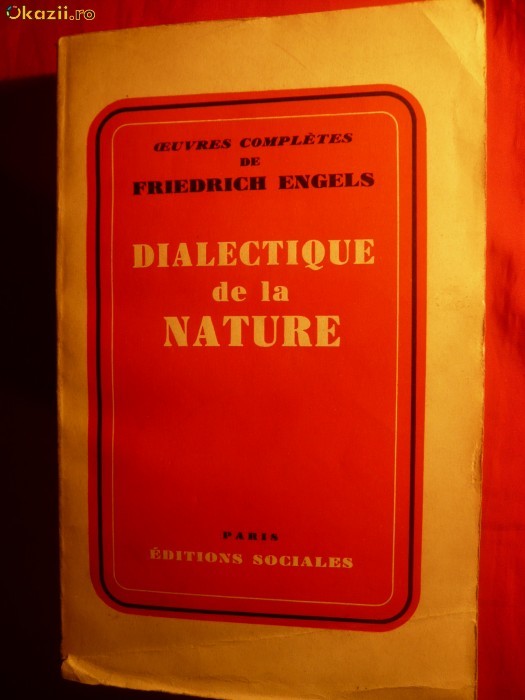 Okazii.ro
ŒUVRES COMPLÈTES
DE
FRIEDRICH ENGELS
DIALECTIQUE
de la
NATURE
PARIS
ÉDITIONS SOCIALES